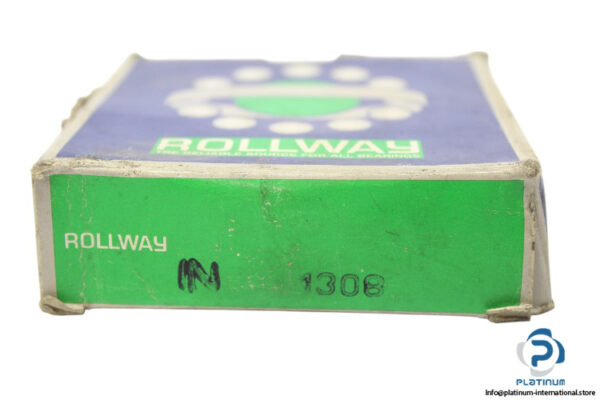 ROLLWAY
THE RELIABLE SOURCE FOR ALL BEARINGS
ROLLWAY
1308
PLATINUM
Info@platinum-international.store